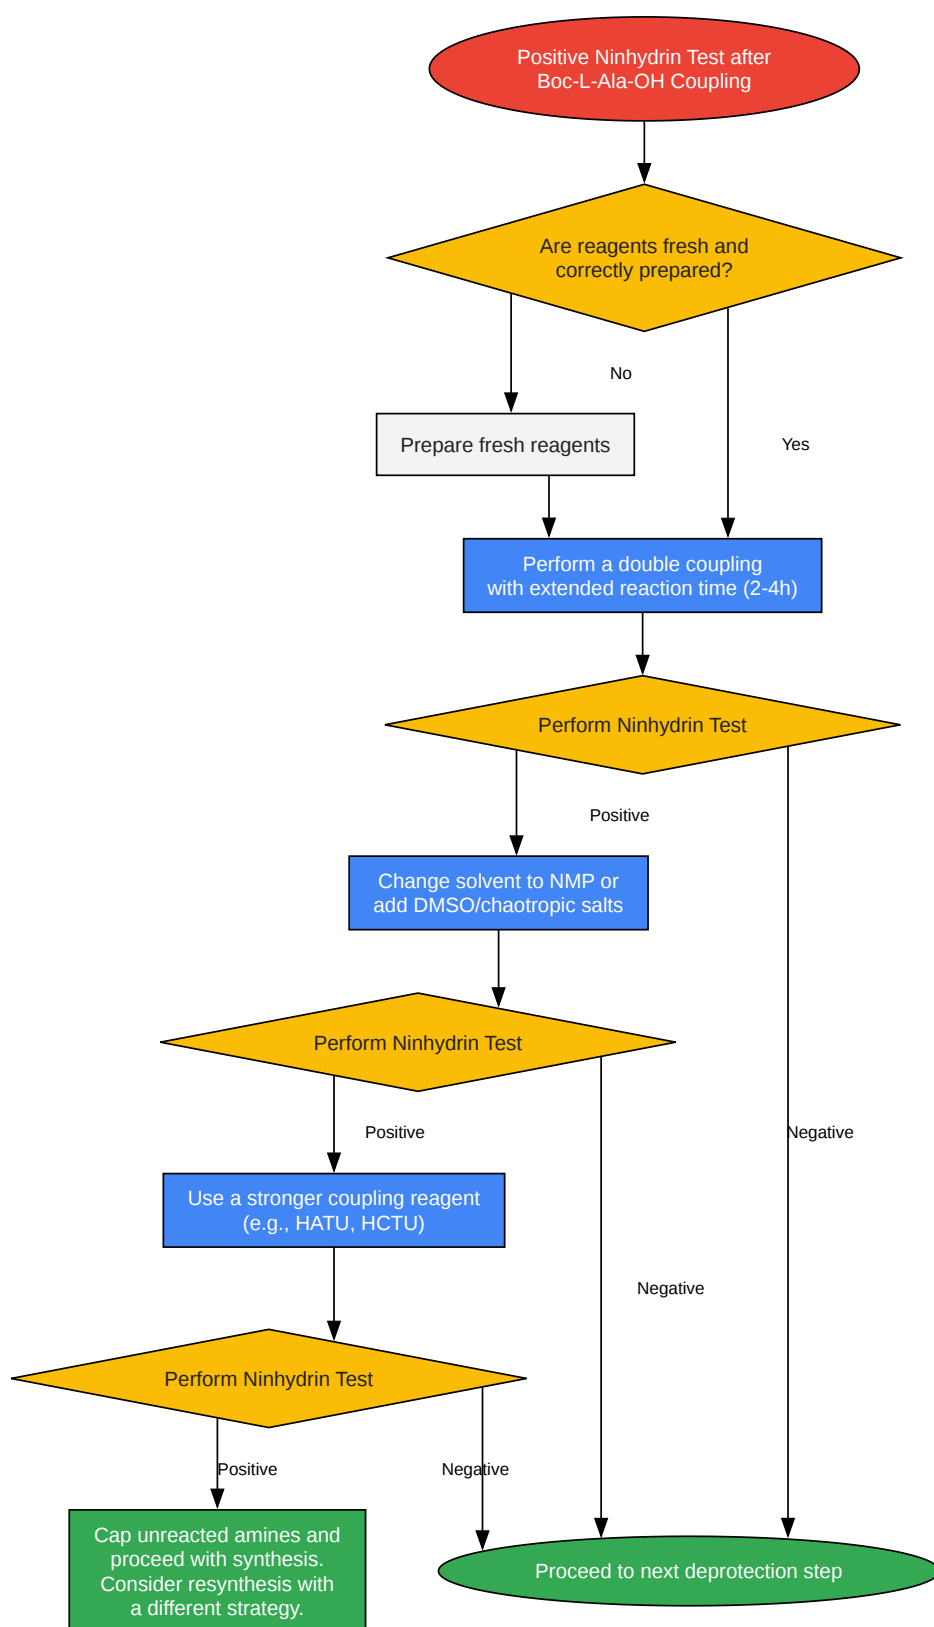 Positive Ninhydrin Test after
Boc-L-Ala-OH Coupling
Are reagents fresh and
correctly prepared?
No
Prepare fresh reagents
Yes
Perform a double coupling
with extended reaction time (2-4h)
Perform Ninhydrin Test
Positive
Change solvent to NMP or
add DMSO/chaotropic salts
Perform Ninhydrin Test
Positive
Negative
Use a stronger coupling reagent
(e.g., HATU, HCTU)
Negative
Perform Ninhydrin Test
Positive
Negative
Cap unreacted amines and
proceed with synthesis.
Consider resynthesis with
a different strategy.
Proceed to next deprotection step